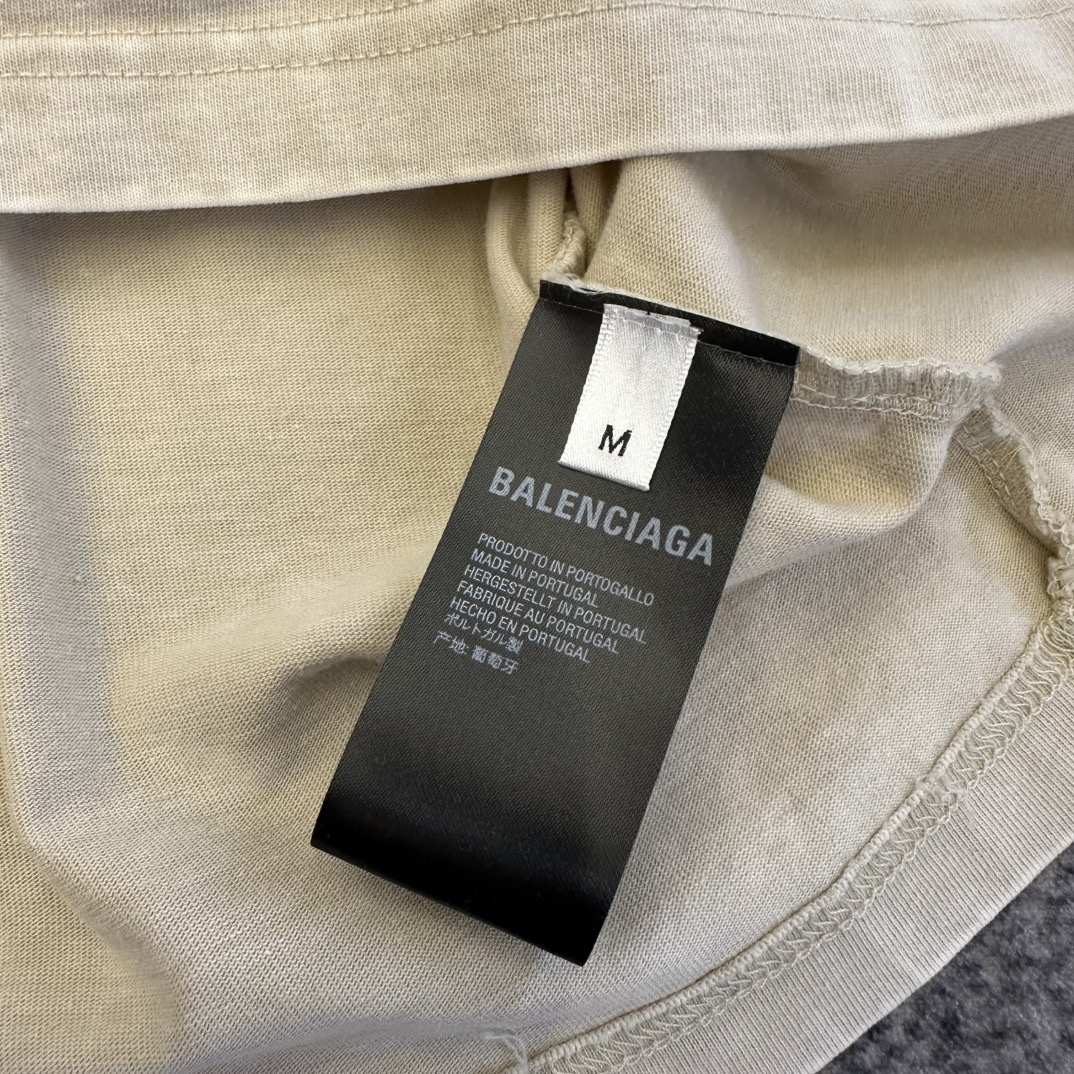 M
BALENCIAGA
PRODOTTO IN PORTOGALLO
MADE IN PORTUGAL
HERGESTELLT IN PORTUGAL
FABRIQUE AU PORTUGAL
HECHO EN PORTUGAL
ポルトガル製
产地: 葡萄牙